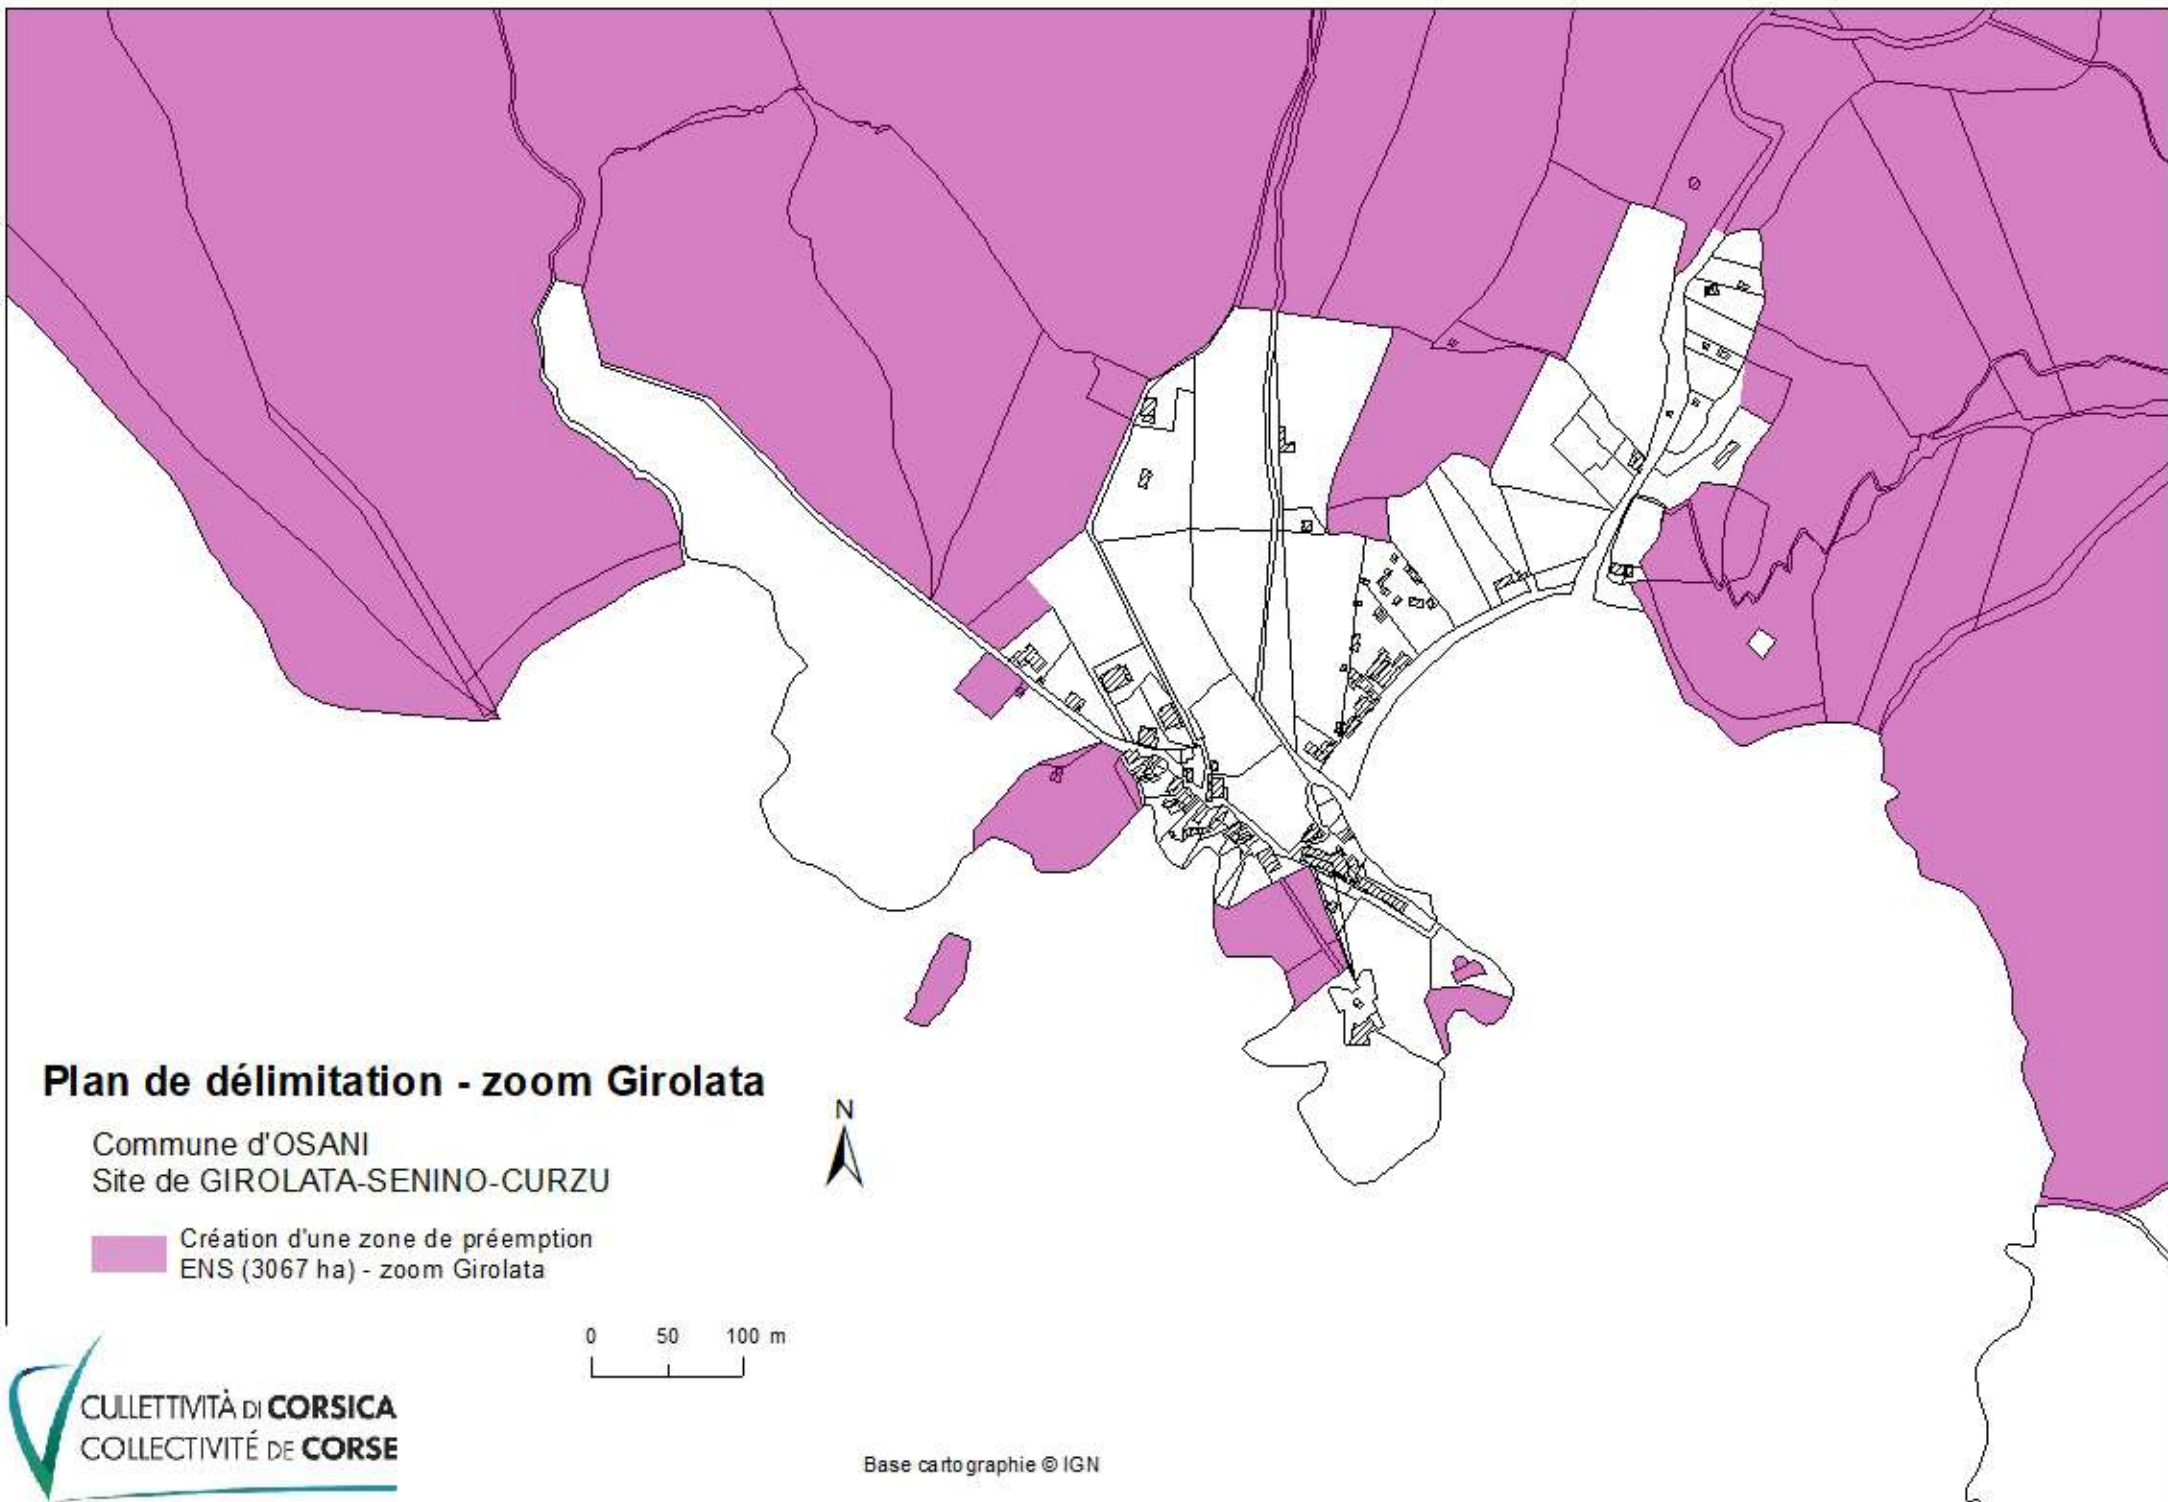 Plan de délimitation - zoom Girolata
Commune d'OSANI
Site de GIROLATA-SENINO-CURZU
N
Création d'une zone de préemption
ENS (3067 ha) - zoom Girolata
0 50 100 m
CULLETTIVITÀ DI CORSICA
COLLECTIVITÉ DE CORSE
Base cartographie © IGN